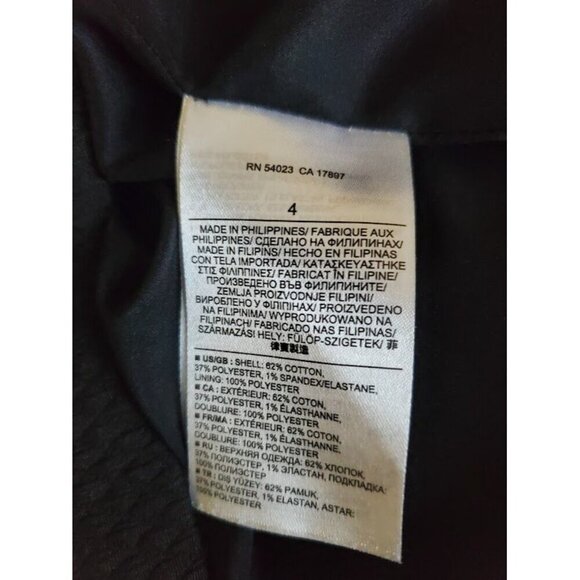 RN 54023 CA 17897
4
MADE IN PHILIPPINES/ FABRIQUE AUX
PHILIPPINES/ СДЕЛАНО НА ФИЛИПИНАХ/
MADE IN FILIPINS/ HECHO EN FILIPINAS
CON TELA IMPORTADA/ ΚΑΤΑΣΚΕΥΑΣΤΗΚΕ
ΣΤΙΣ ΦΙΛΙΠΠΙΝΕΣ/ FABRICAT ÎN FILIPINE/
ПРОИЗВЕДЕНО ВЪВ ФИЛИПИНИТЕ/
ZEMLJA PROIZVODNJE FILIPINI/
ВИРОБЛЕНО У ФІЛІПІНАХ/ PROIZVEDENO
NA FILIPINIMA/ WYPRODUKOWANO NA
FILIPINACH/ FABRICADO NAS FILIPINAS/
SZÁRMAZÁSI HELY: FÜLÖP-SZIGETEK/ 菲
律賓製造
■ US/GB : SHELL: 62% COTTON,
37% POLYESTER, 1% SPANDEX/ELASTANE,
LINING: 100% POLYESTER
■ CA : EXTÉRIEUR: 62% COTON,
37% POLYESTER, 1% ÉLASTHANNE,
DOUBLURE: 100% POLYESTER
■ FR/MA : EXTÉRIEUR: 62% COTON,
37% POLYESTER, 1% ÉLASTHANNE,
DOUBLURE: 100% POLYESTER
■ RU : ВЕРХНЯЯ ОДЕЖДА: 62% ХЛОПОК,
37% ПОЛИЭСТЕР, 1% ЭЛАСТАН, ПОДКЛАДКА:
100% ПОЛИЭСТЕР
■ TR : DIŞ YÜZEY: 62% PAMUK,
37% POLYESTER, 1% ELASTAN, ASTAR:
100% POLYESTER